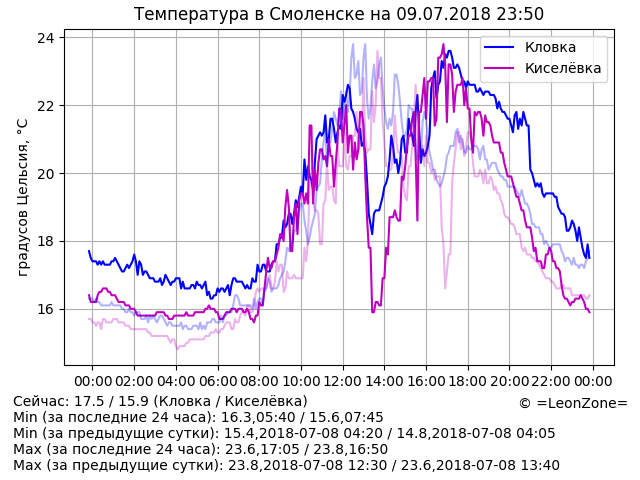 Температура в Смоленске на 09.07.2018 23:50
градусов Цельсия, °C
24
22
20
18
16
Кловка
Киселёвка
00:00 02:00 04:00 06:00 08:00 10:00 12:00 14:00 16:00 18:00 20:00 22:00 00:00
Сейчас: 17.5 / 15.9 (Кловка / Киселёвка)
© =LeonZone=
Min (за последние 24 часа): 16.3,05:40 / 15.6,07:45
Min (за предыдущие сутки): 15.4,2018-07-08 04:20 / 14.8,2018-07-08 04:05
Max (за последние 24 часа): 23.6,17:05 / 23.8,16:50
Max (за предыдущие сутки): 23.8,2018-07-08 12:30 / 23.6,2018-07-08 13:40